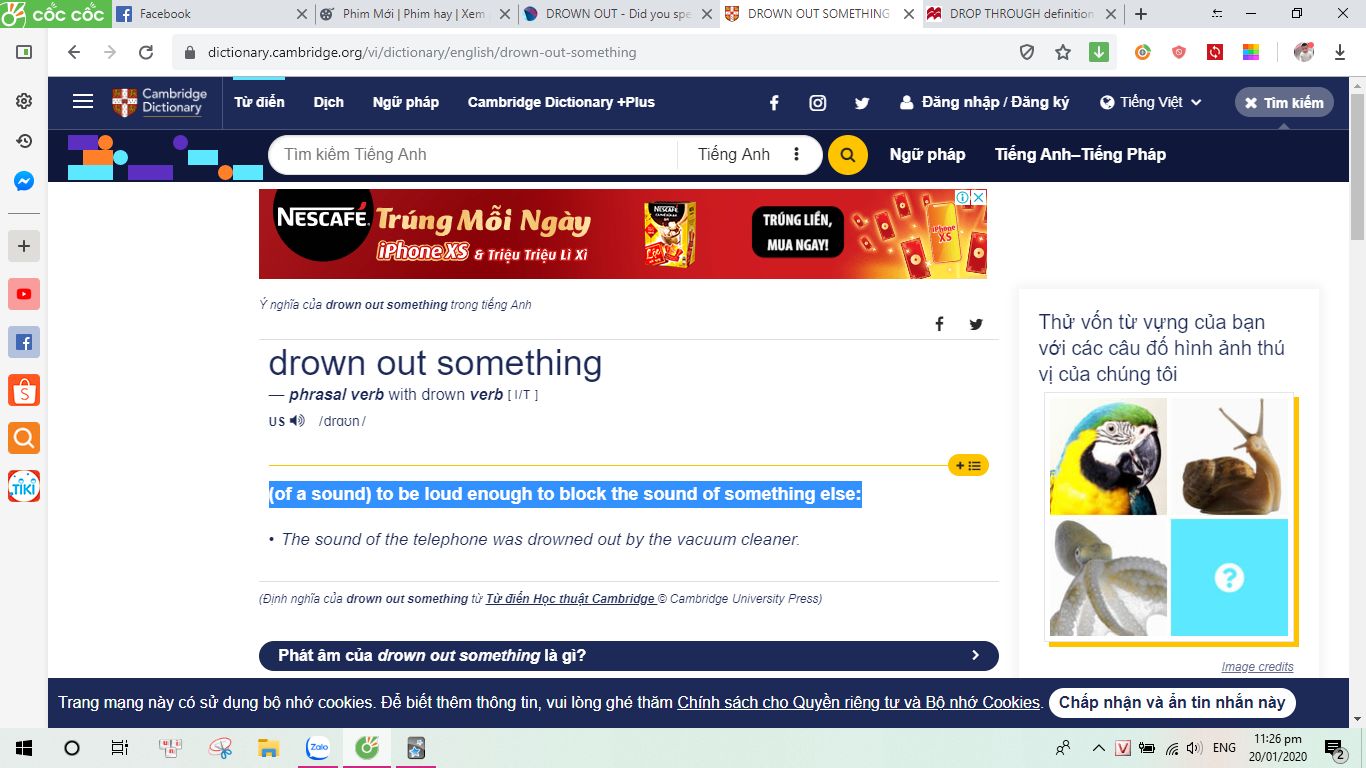 CỐC CỐC
Facebook
Phim Mới | Phim hay | Xem p
DROWN OUT - Did you spe
DROWN OUT SOMETHING
DROP THROUGH definition
dictionary.cambridge.org/vi/dictionary/english/drown-out-something
Cambridge
Dictionary
Từ điển
Dịch
Ngữ pháp
Cambridge Dictionary +Plus
Đăng nhập / Đăng ký
Tiếng Việt
Tìm kiếm
Tìm kiếm Tiếng Anh
Tiếng Anh
Ngữ pháp
Tiếng Anh–Tiếng Pháp
NESCAFÉ.
Trúng Mỗi Ngày
iPhone XS & Triệu Triệu Lì Xì
TRÚNG LIỀN,
MUA NGAY!
iPhone
XS
Ý nghĩa của drown out something trong tiếng Anh
drown out something
— phrasal verb with drown verb [ I/T ]
US /drɑʊn/
(of a sound) to be loud enough to block the sound of something else:
• The sound of the telephone was drowned out by the vacuum cleaner.
(Định nghĩa của drown out something từ Từ điển Học thuật Cambridge © Cambridge University Press)
Phát âm của drown out something là gì?
Thử vốn từ vựng của bạn
với các câu đố hình ảnh thú
vị của chúng tôi
?
Image credits
Trang mạng này có sử dụng bộ nhớ cookies. Để biết thêm thông tin, vui lòng ghé thăm Chính sách cho Quyền riêng tư và Bộ nhớ Cookies.
Chấp nhận và ẩn tin nhắn này
TIKI
Zalo
V
ENG
11:26 pm
20/01/2020
2